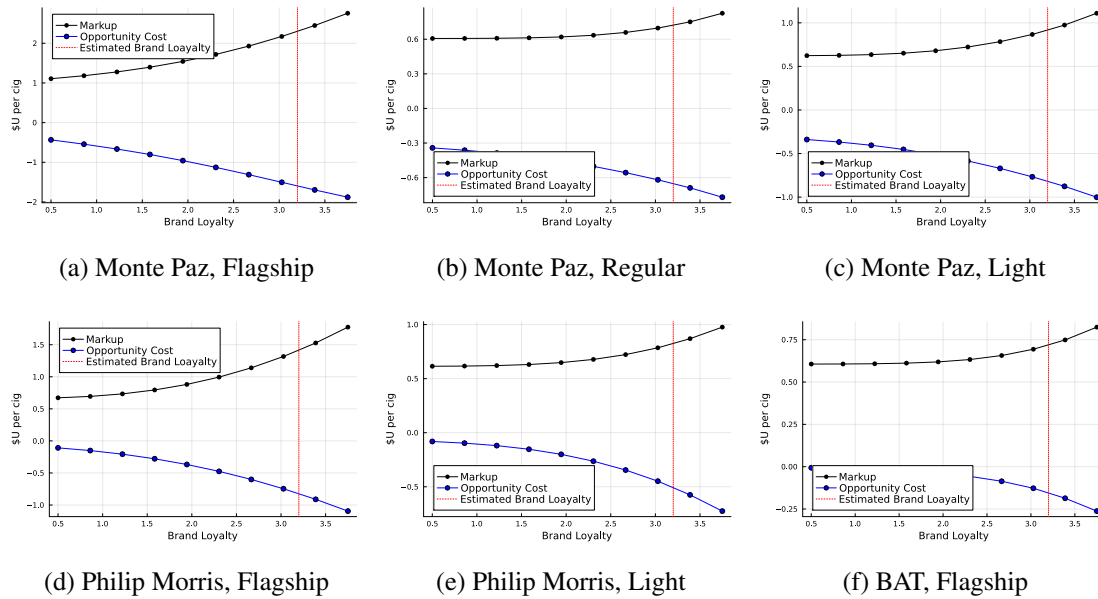 Markup
Opportunity Cost
Estimated Brand Loayalty
$U per cig
2
1
0
−1
−2
0.5 1.0 1.5 2.0 2.5 3.0 3.5
Brand Loyalty
(a) Monte Paz, Flagship
$U per cig
0.6
0.3
0.0
−0.3
−0.6
Markup
Opportunity Cost
Estimated Brand Loayalty
0.5 1.0 1.5 2.0 2.5 3.0 3.5
Brand Loyalty
(b) Monte Paz, Regular
$U per cig
1.0
0.5
0.0
−0.5
−1.0
Markup
Opportunity Cost
Estimated Brand Loayalty
0.5 1.0 1.5 2.0 2.5 3.0 3.5
Brand Loyalty
(c) Monte Paz, Light
Markup
Opportunity Cost
Estimated Brand Loayalty
$U per cig
1.5
1.0
0.5
0.0
−0.5
−1.0
0.5 1.0 1.5 2.0 2.5 3.0 3.5
Brand Loyalty
(d) Philip Morris, Flagship
$U per cig
1.0
0.5
0.0
−0.5
Markup
Opportunity Cost
Estimated Brand Loayalty
0.5 1.0 1.5 2.0 2.5 3.0 3.5
Brand Loyalty
(e) Philip Morris, Light
$U per cig
0.75
0.50
0.25
0.00
−0.25
Markup
Opportunity Cost
Estimated Brand Loayalty
0.5 1.0 1.5 2.0 2.5 3.0 3.5
Brand Loyalty
(f) BAT, Flagship